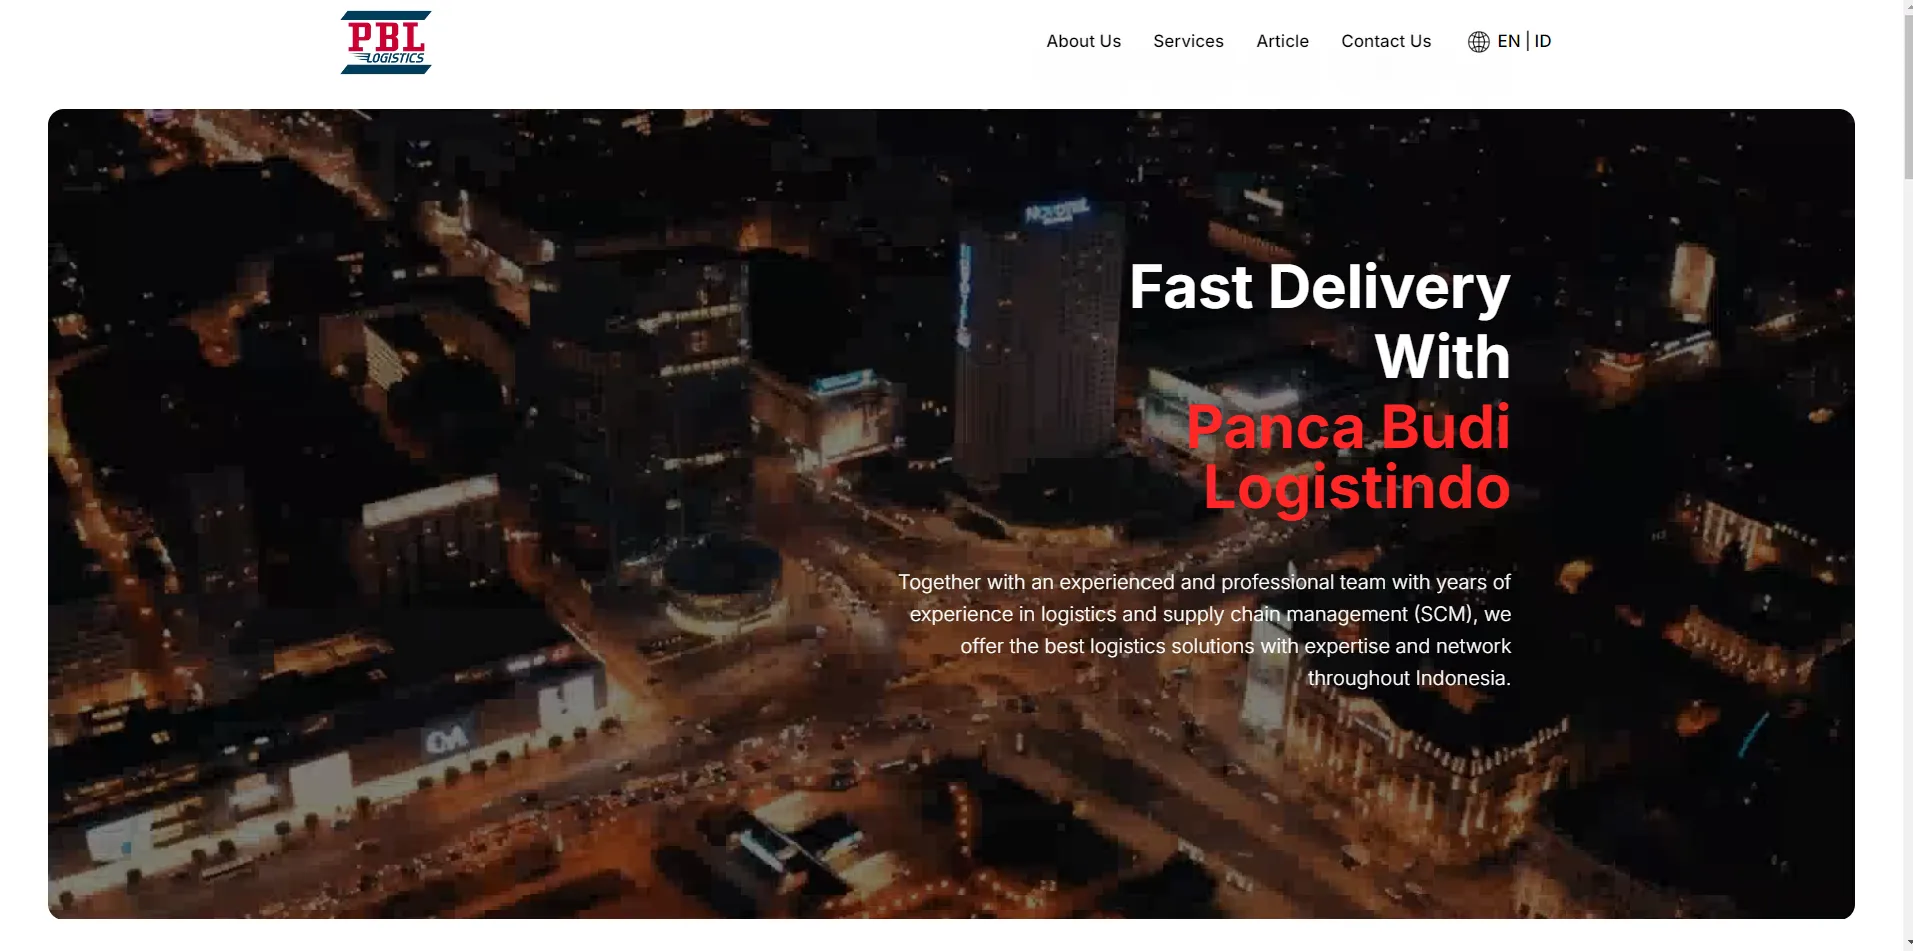 PBL
LOGISTICS
About Us
Services
Article
Contact Us
EN | ID
NOVOTEL
Fast Delivery
With
Panca Budi
Logistindo
Together with an experienced and professional team with years of
experience in logistics and supply chain management (SCM), we
offer the best logistics solutions with expertise and network
throughout Indonesia.